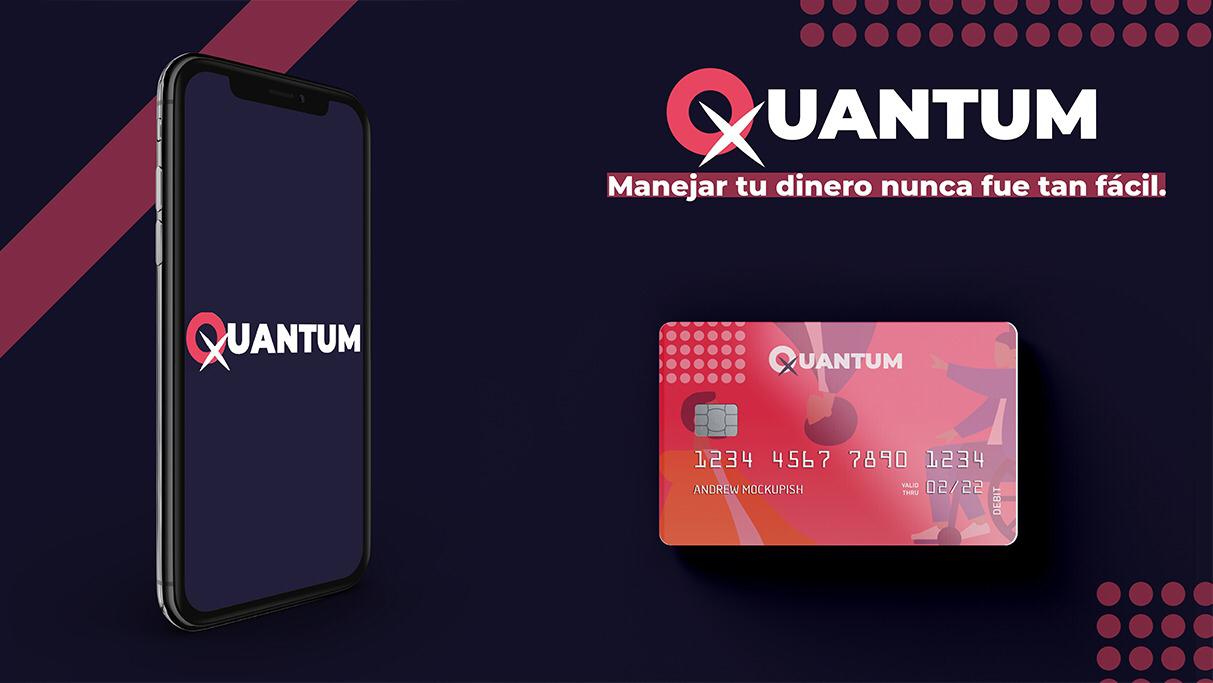 QUANTUM
Manejar tu dinero nunca fue tan fácil.
QUANTUM
QUANTUM
1234 4567 7890 1234
ANDREW MOCKUPISH
VALID THRU 02/22
DEBIT